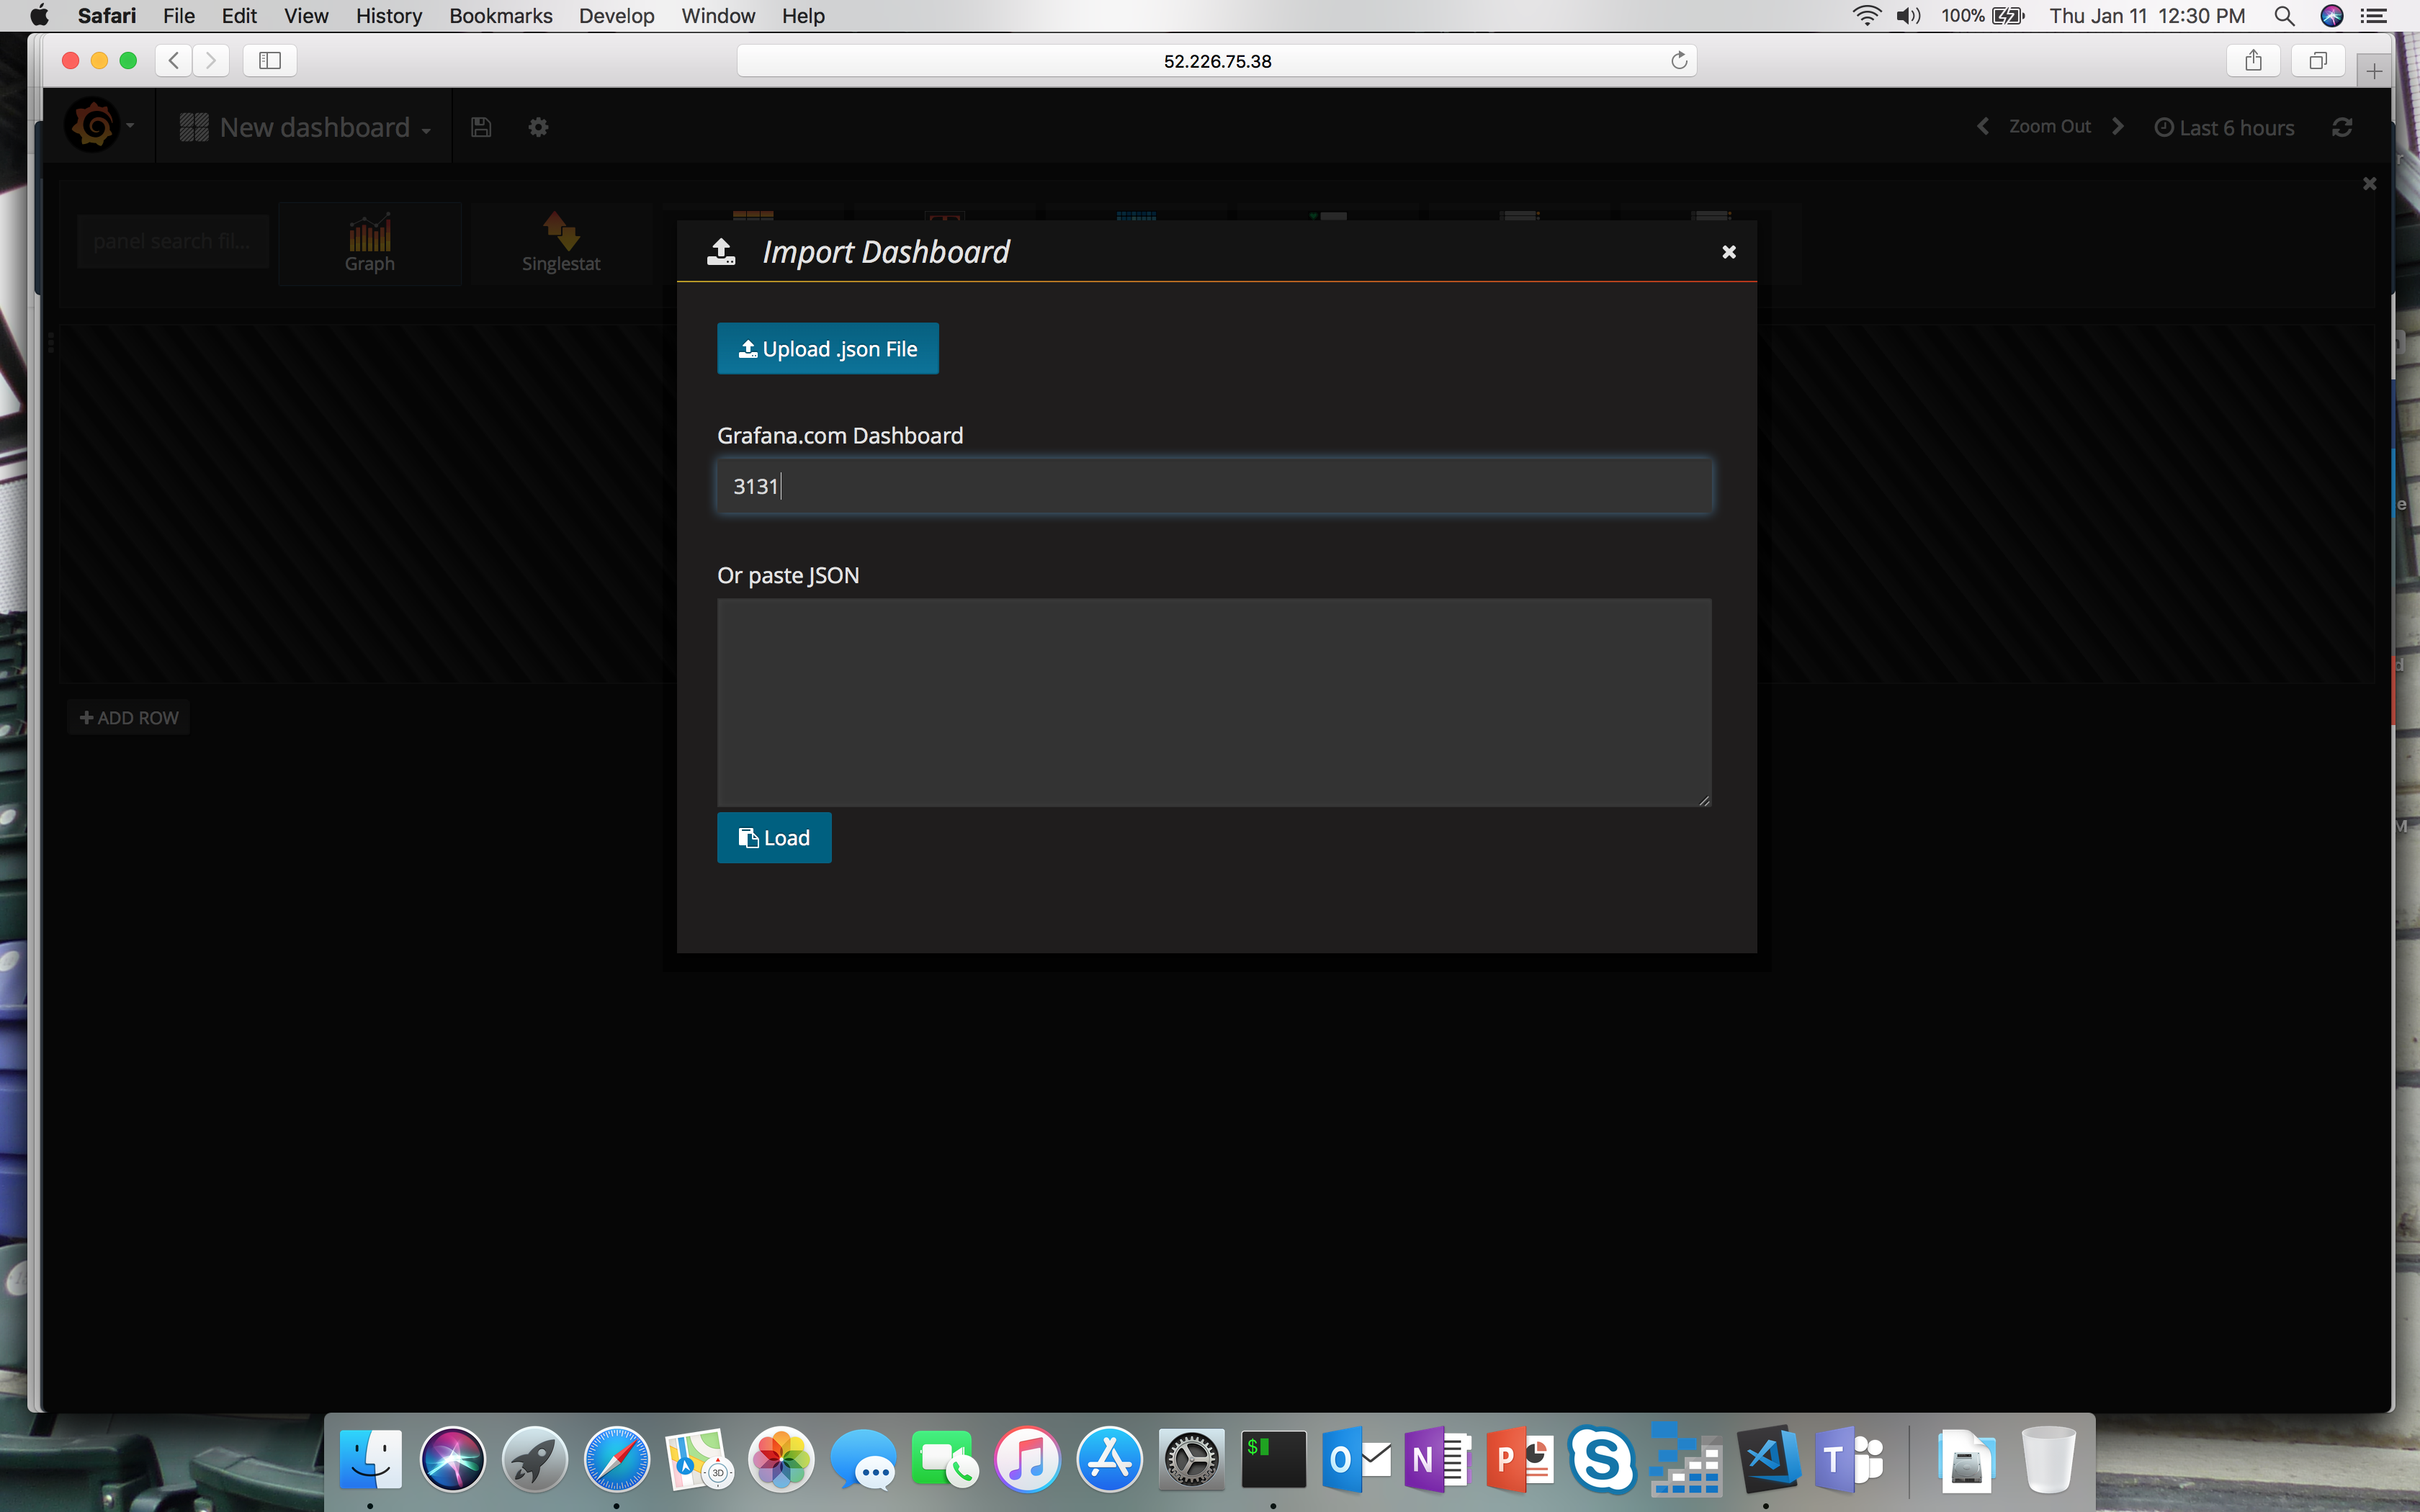 Safari File Edit View History Bookmarks Develop Window Help 100% Thu Jan 11 12:30 PM
52.226.75.38
New dashboard Zoom Out Last 6 hours
panel search fil... Graph Singlestat
Import Dashboard
Upload .json File
Grafana.com Dashboard
3131
Or paste JSON
ADD ROW
Load
3D $ O N P S T